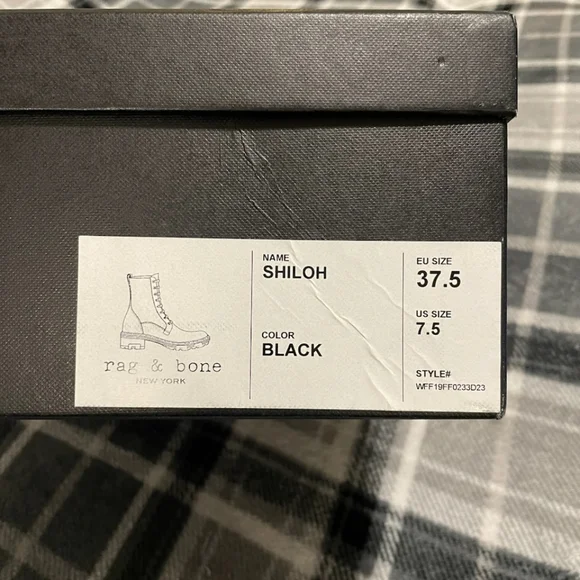 rag & bone
NEW YORK
NAME
SHILOH
COLOR
BLACK
EU SIZE
37.5
US SIZE
7.5
STYLE#
WFF19FF0233D23